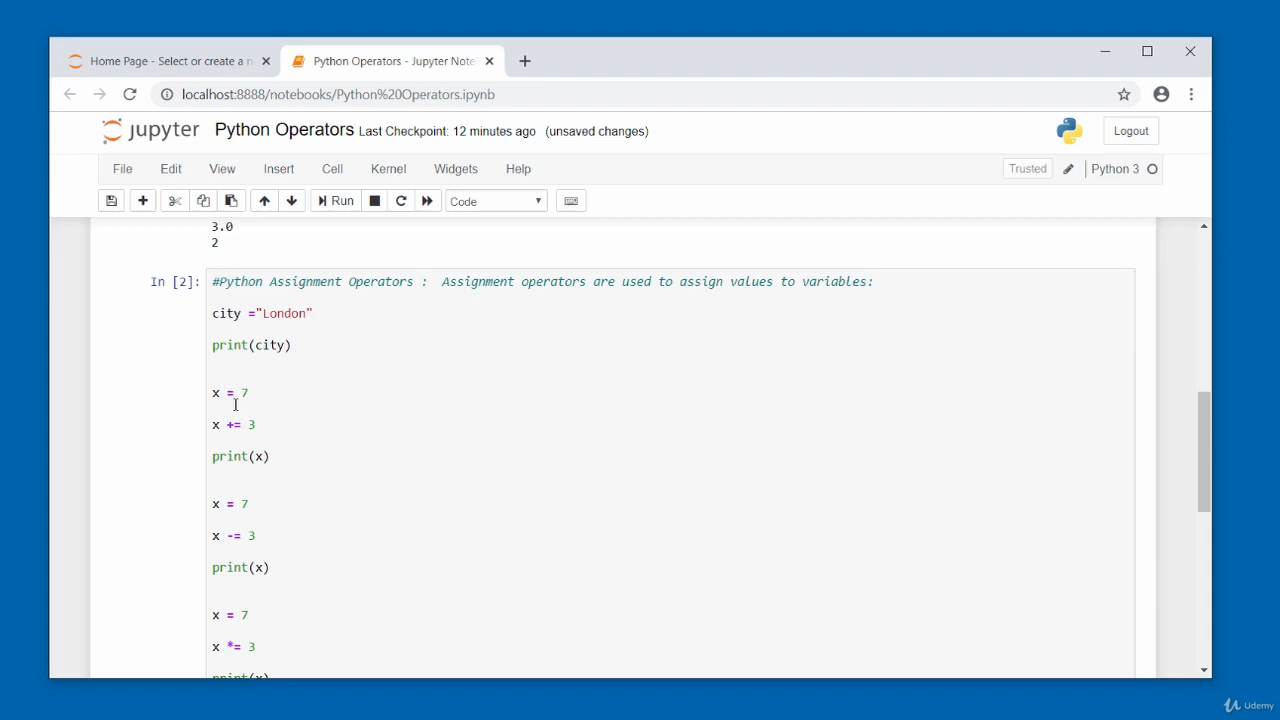 Home Page - Select or create a n
Python Operators - Jupyter Note
localhost:8888/notebooks/Python%20Operators.ipynb
jupyter Python Operators Last Checkpoint: 12 minutes ago (unsaved changes)
Logout
File Edit View Insert Cell Kernel Widgets Help
Trusted Python 3
Run Code
3.0
2
In [2]: #Python Assignment Operators :  Assignment operators are used to assign values to variables:
city ="London"
print(city)
x = 7
x += 3
print(x)
x = 7
x -= 3
print(x)
x = 7
x *= 3
print(x)
Udemy